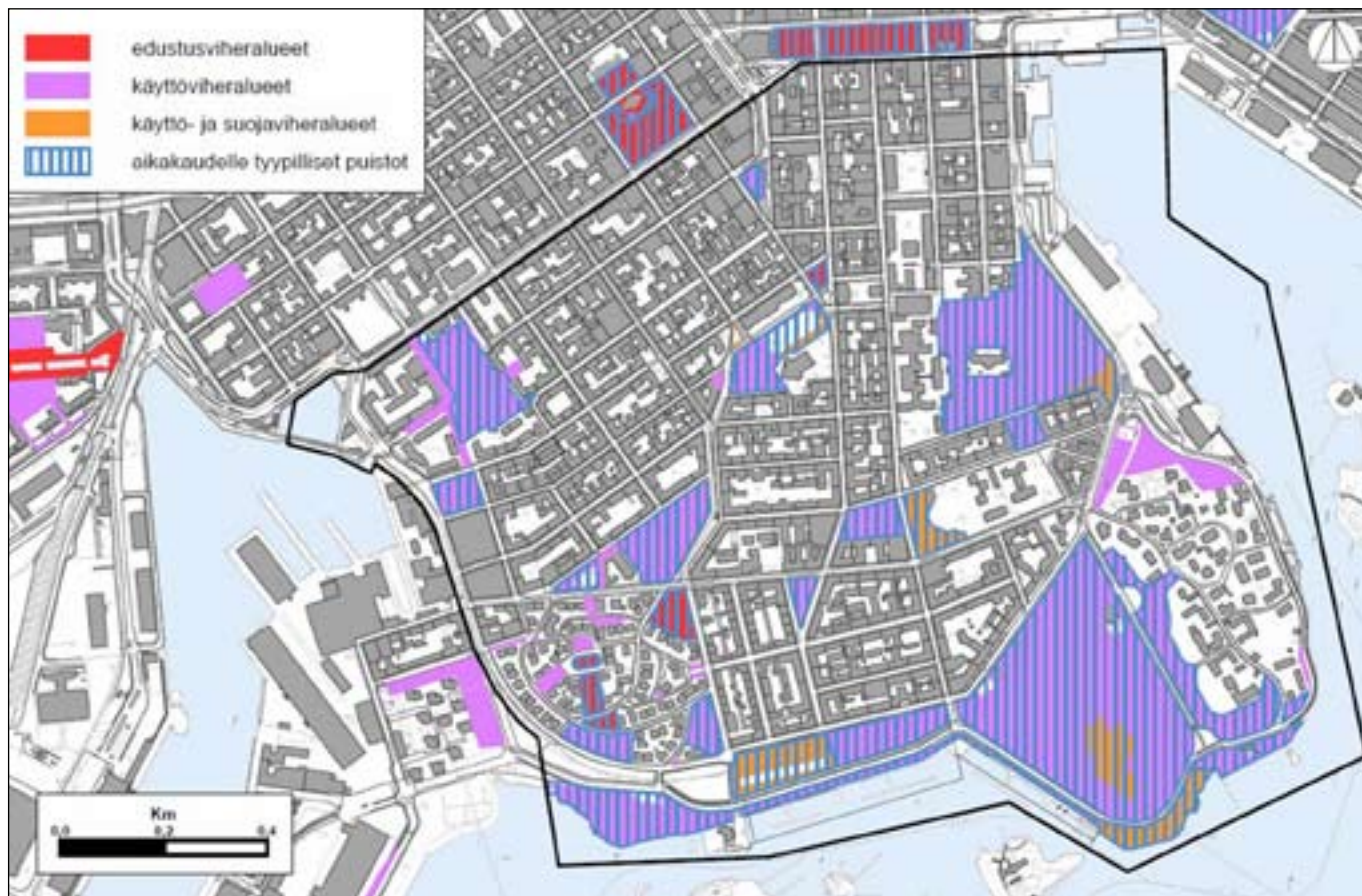 edustusviheralueet
käyttöviheralueet
käyttö- ja suojaviheralueet
aikakaudelle tyypilliset puistot
Km
0,0 0,2 0,4